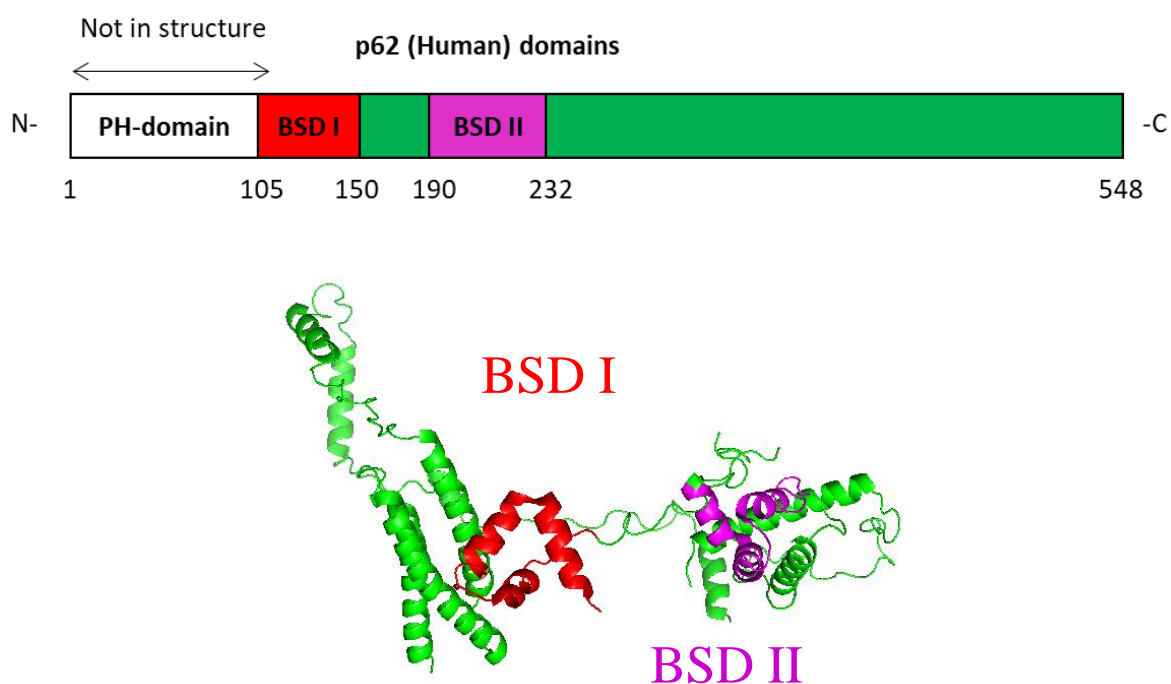 Not in structure
p62 (Human) domains
N-
PH-domain
BSD I
BSD II
-C
1
105
150
190
232
548
BSD I
BSD II